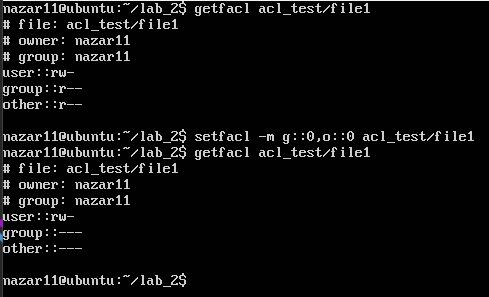 nazar11@ubuntu:~/lab_2$ getfacl acl_test/file1
# file: acl_test/file1
# owner: nazar11
# group: nazar11
user::rw-
group::r--
other::r--
nazar11@ubuntu:~/lab_2$ setfacl -m g::0,o::0 acl_test/file1
nazar11@ubuntu:~/lab_2$ getfacl acl_test/file1
# file: acl_test/file1
# owner: nazar11
# group: nazar11
user::rw-
group::---
other::---
nazar11@ubuntu:~/lab_2$